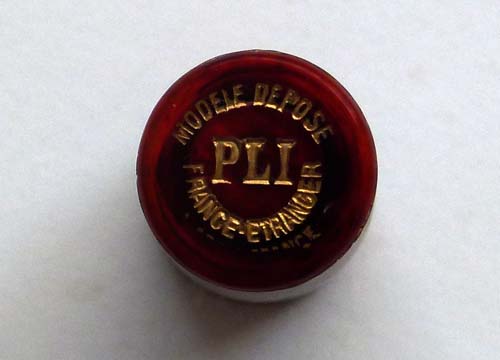 MODELE DEPOSE
PLI
FRANCE-ETRANGER